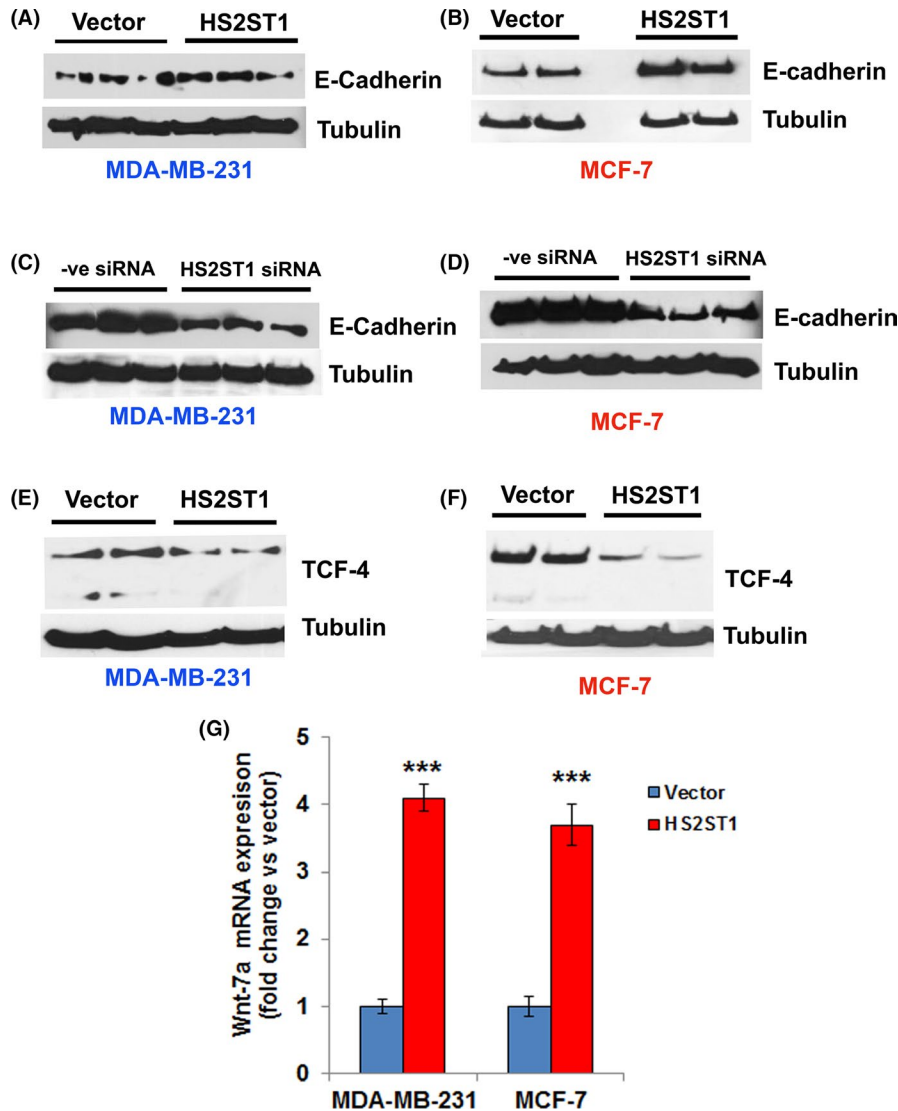 (A)
Vector HS2ST1
E-Cadherin
Tubulin
MDA-MB-231
(B)
Vector HS2ST1
E-cadherin
Tubulin
MCF-7
(C)
-ve siRNA HS2ST1 siRNA
E-Cadherin
Tubulin
MDA-MB-231
(D)
-ve siRNA HS2ST1 siRNA
E-cadherin
Tubulin
MCF-7
(E)
Vector HS2ST1
TCF-4
Tubulin
MDA-MB-231
(F)
Vector HS2ST1
TCF-4
Tubulin
MCF-7
(G)
Wnt-7a mRNA expresison
(fold change vs vector)
5
4
3
2
1
0
***
***
Vector
HS2ST1
MDA-MB-231 MCF-7